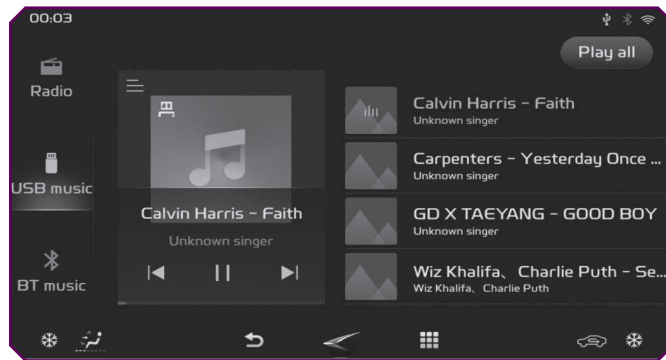 00:03
Play all
Radio
USB music
BT music
Calvin Harris - Faith
Unknown singer
Calvin Harris - Faith
Unknown singer
Carpenters - Yesterday Once ...
Unknown singer
GD X TAEYANG - GOOD BOY
Unknown singer
Wiz Khalifa、Charlie Puth - Se...
Wiz Khalifa、Charlie Puth